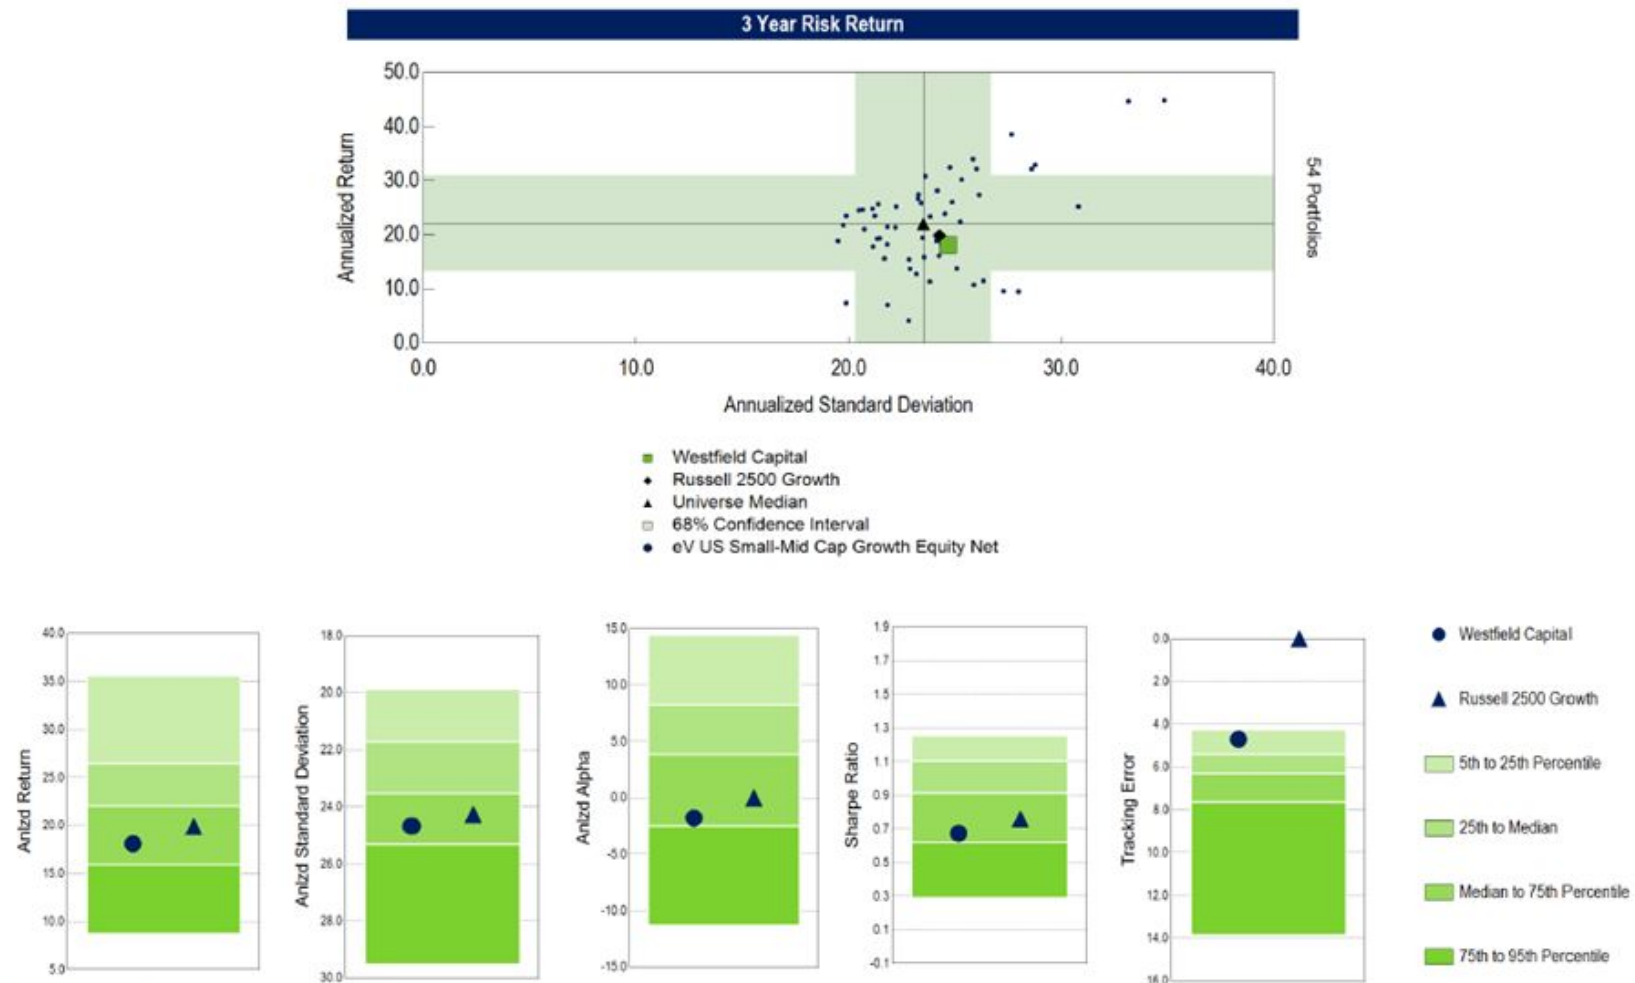 3 Year Risk Return
50.0
40.0
30.0
20.0
10.0
0.0
Annualized Return
54 Portfolios
0.0 10.0 20.0 30.0 40.0
Annualized Standard Deviation
Westfield Capital
Russell 2500 Growth
Universe Median
68% Confidence Interval
eV US Small-Mid Cap Growth Equity Net
Anlzd Return
40.0
35.0
30.0
25.0
20.0
15.0
10.0
5.0
Anlzd Standard Deviation
18.0
20.0
22.0
24.0
26.0
28.0
30.0
Anlzd Alpha
15.0
10.0
5.0
0.0
-5.0
-10.0
-15.0
Sharpe Ratio
1.9
1.7
1.5
1.3
1.1
0.9
0.7
0.5
0.3
0.1
-0.1
Tracking Error
0.0
2.0
4.0
6.0
8.0
10.0
12.0
14.0
16.0
Westfield Capital
Russell 2500 Growth
5th to 25th Percentile
25th to Median
Median to 75th Percentile
75th to 95th Percentile